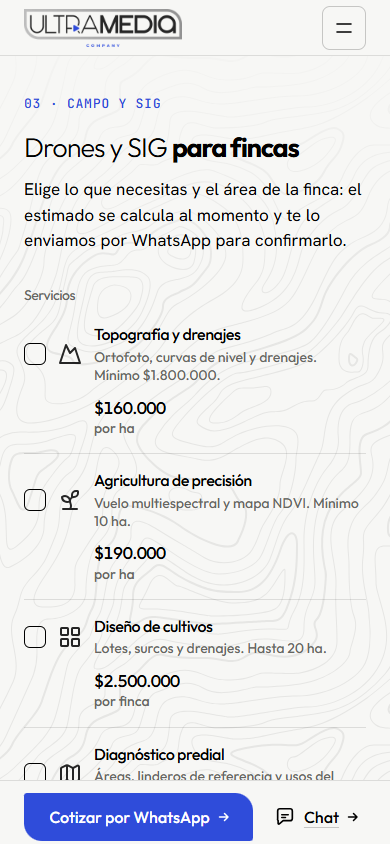 ULTRAMEDIA
COMPANY
03 · CAMPO Y SIG
Drones y SIG para fincas
Elige lo que necesitas y el área de la finca: el
estimado se calcula al momento y te lo
enviamos por WhatsApp para confirmarlo.
Servicios
Topografía y drenajes
Ortofoto, curvas de nivel y drenajes.
Mínimo $1.800.000.
$160.000
por ha
Agricultura de precisión
Vuelo multiespectral y mapa NDVI. Mínimo
10 ha.
$190.000
por ha
Diseño de cultivos
Lotes, surcos y drenajes. Hasta 20 ha.
$2.500.000
por finca
Diagnóstico predial
Áreas, linderos de referencia y usos del
Cotizar por WhatsApp →
Chat →